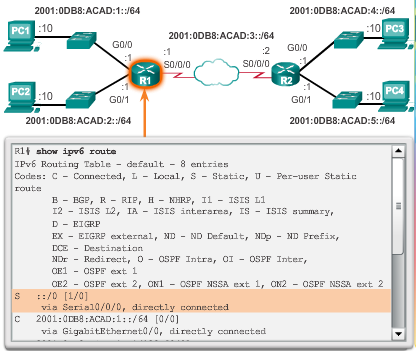 2001:0DB8:ACAD:1::/64
2001:0DB8:ACAD:4::/64
PC1
:10
G0/0
:1
2001:0DB8:ACAD:3::/64
:1
S0/0/0
:2
S0/0/0
R1
R2
G0/0
:1
:10
PC3
PC2
:10
:1
G0/1
2001:0DB8:ACAD:2::/64
:1
G0/1
:10
PC4
2001:0DB8:ACAD:5::/64
R1# show ipv6 route
IPv6 Routing Table - default - 8 entries
Codes: C - Connected, L - Local, S - Static, U - Per-user Static
route
B - BGP, R - RIP, H - NHRP, I1 - ISIS L1
I2 - ISIS L2, IA - ISIS interarea, IS - ISIS summary,
D - EIGRP
EX - EIGRP external, ND - ND Default, NDp - ND Prefix,
DCE - Destination
NDr - Redirect, O - OSPF Intra, OI - OSPF Inter,
OE1 - OSPF ext 1
OE2 - OSPF ext 2, ON1 - OSPF NSSA ext 1, ON2 - OSPF NSSA ext 2
S ::/0 [1/0]
via Serial0/0/0, directly connected
C 2001:0DB8:ACAD:1::/64 [0/0]
via GigabitEthernet0/0, directly connected